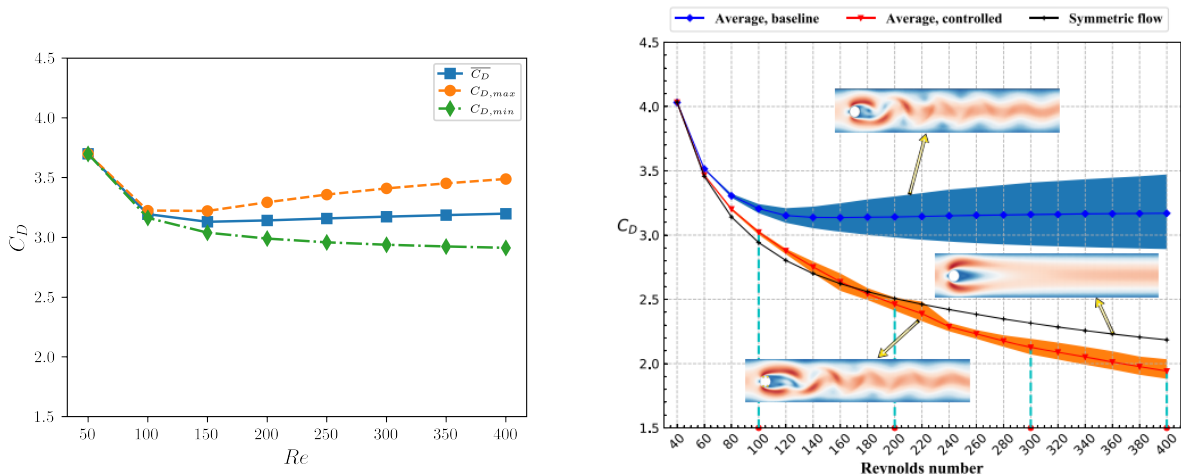 4.5
4.0
3.5
3.0
2.5
2.0
1.5
C_D
50 100 150 200 250 300 350 400
Re
C_D
C_D,max
C_D,min
Average, baseline Average, controlled Symmetric flow
4.5
4.0
3.5
3.0
2.5
2.0
1.5
C_D
40 60 80 100 120 140 160 180 200 220 240 260 280 300 320 340 360 380 400
Reynolds number